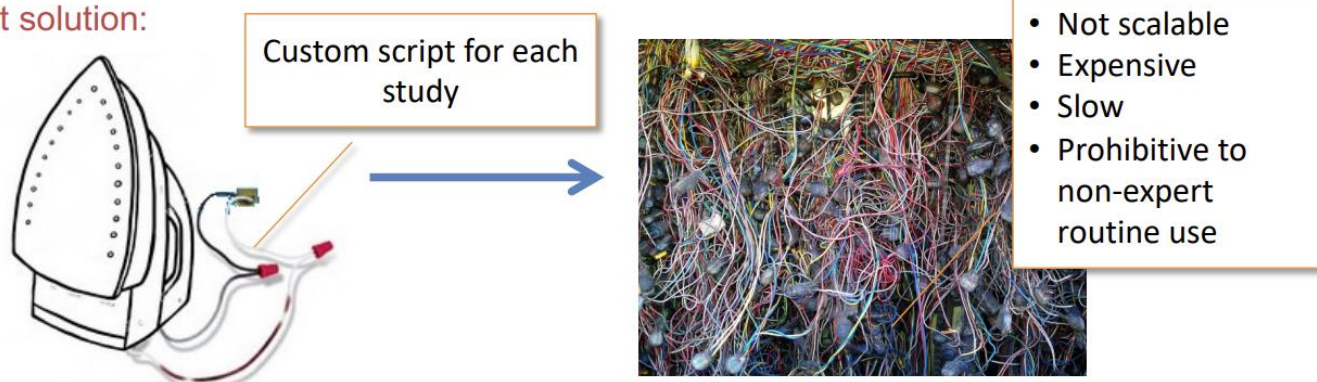 t solution:
Custom script for each
study
• Not scalable
• Expensive
• Slow
• Prohibitive to
non-expert
routine use